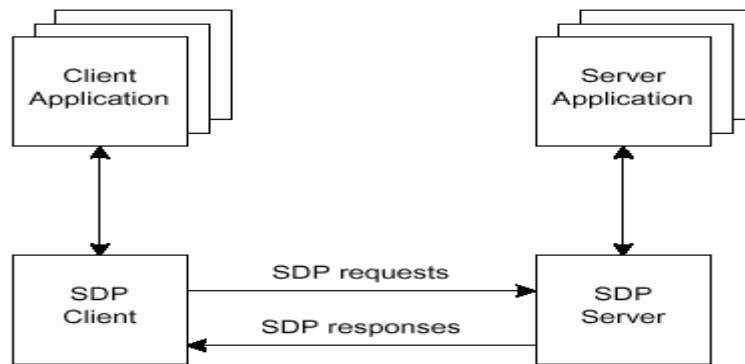 Client
Application
Server
Application
SDP requests
SDP
Client
SDP
Server
SDP responses